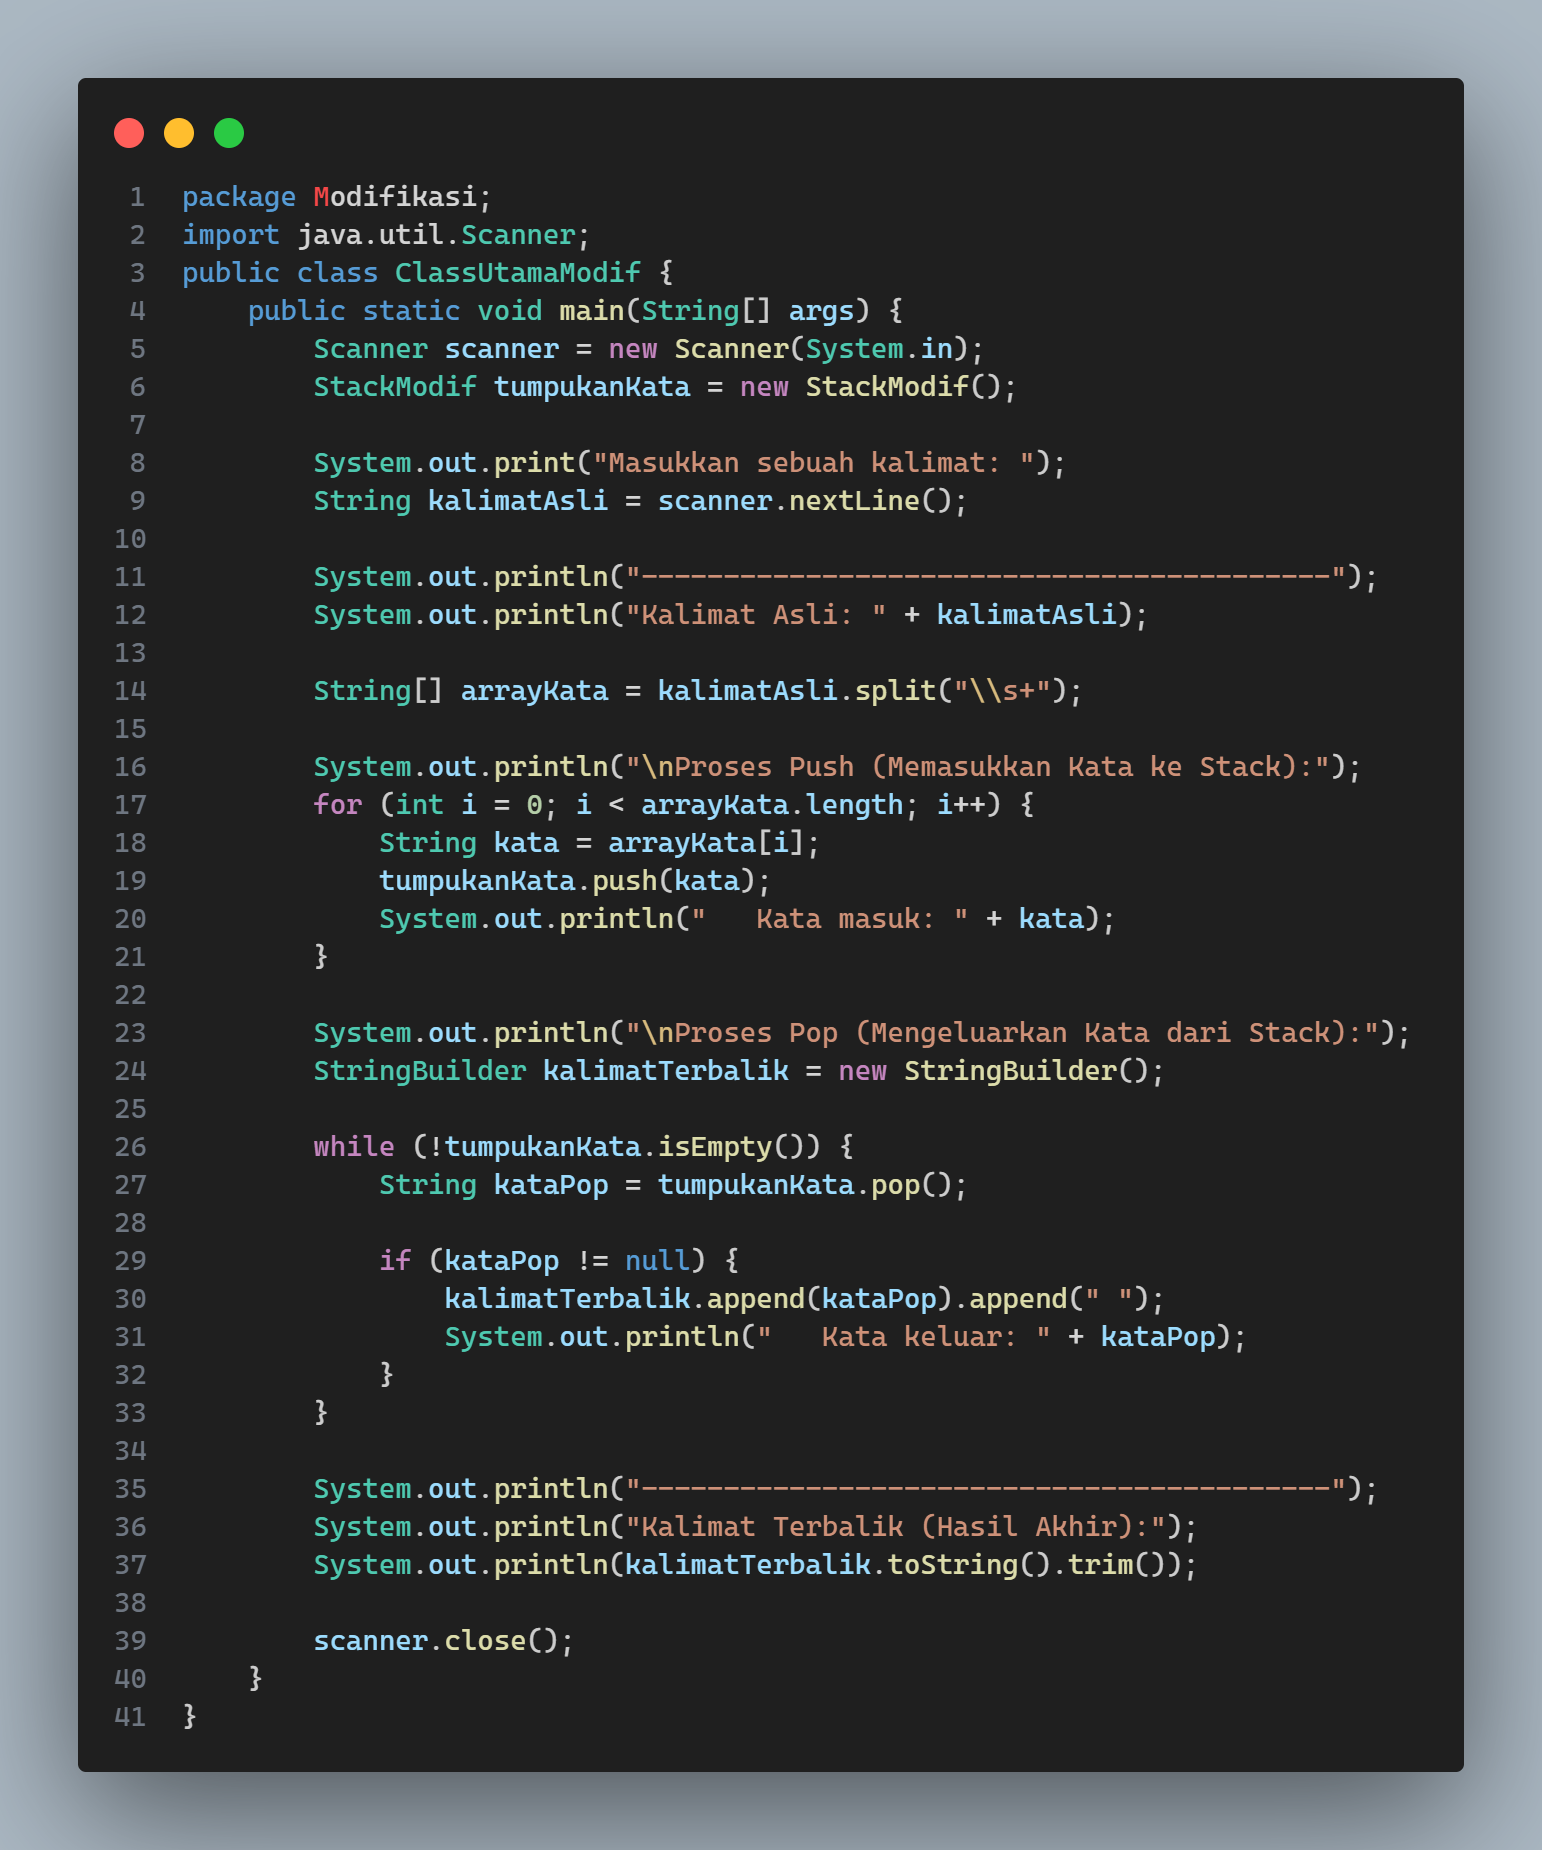 1 package Modifikasi;
2 import java.util.Scanner;
3 public class ClassUtamaModif {
4     public static void main(String[] args) {
5         Scanner scanner = new Scanner(System.in);
6         StackModif tumpukanKata = new StackModif();
7
8         System.out.print("Masukkan sebuah kalimat: ");
9         String kalimatAsli = scanner.nextLine();
10
11         System.out.println("------------------------------------------");
12         System.out.println("Kalimat Asli: " + kalimatAsli);
13
14         String[] arrayKata = kalimatAsli.split("\\s+");
15
16         System.out.println("\nProses Push (Memasukkan Kata ke Stack):");
17         for (int i = 0; i < arrayKata.length; i++) {
18             String kata = arrayKata[i];
19             tumpukanKata.push(kata);
20             System.out.println("   Kata masuk: " + kata);
21         }
22
23         System.out.println("\nProses Pop (Mengeluarkan Kata dari Stack):");
24         StringBuilder kalimatTerbalik = new StringBuilder();
25
26         while (!tumpukanKata.isEmpty()) {
27             String kataPop = tumpukanKata.pop();
28
29             if (kataPop != null) {
30                 kalimatTerbalik.append(kataPop).append(" ");
31                 System.out.println("   Kata keluar: " + kataPop);
32             }
33         }
34
35         System.out.println("------------------------------------------");
36         System.out.println("Kalimat Terbalik (Hasil Akhir):");
37         System.out.println(kalimatTerbalik.toString().trim());
38
39         scanner.close();
40     }
41 }